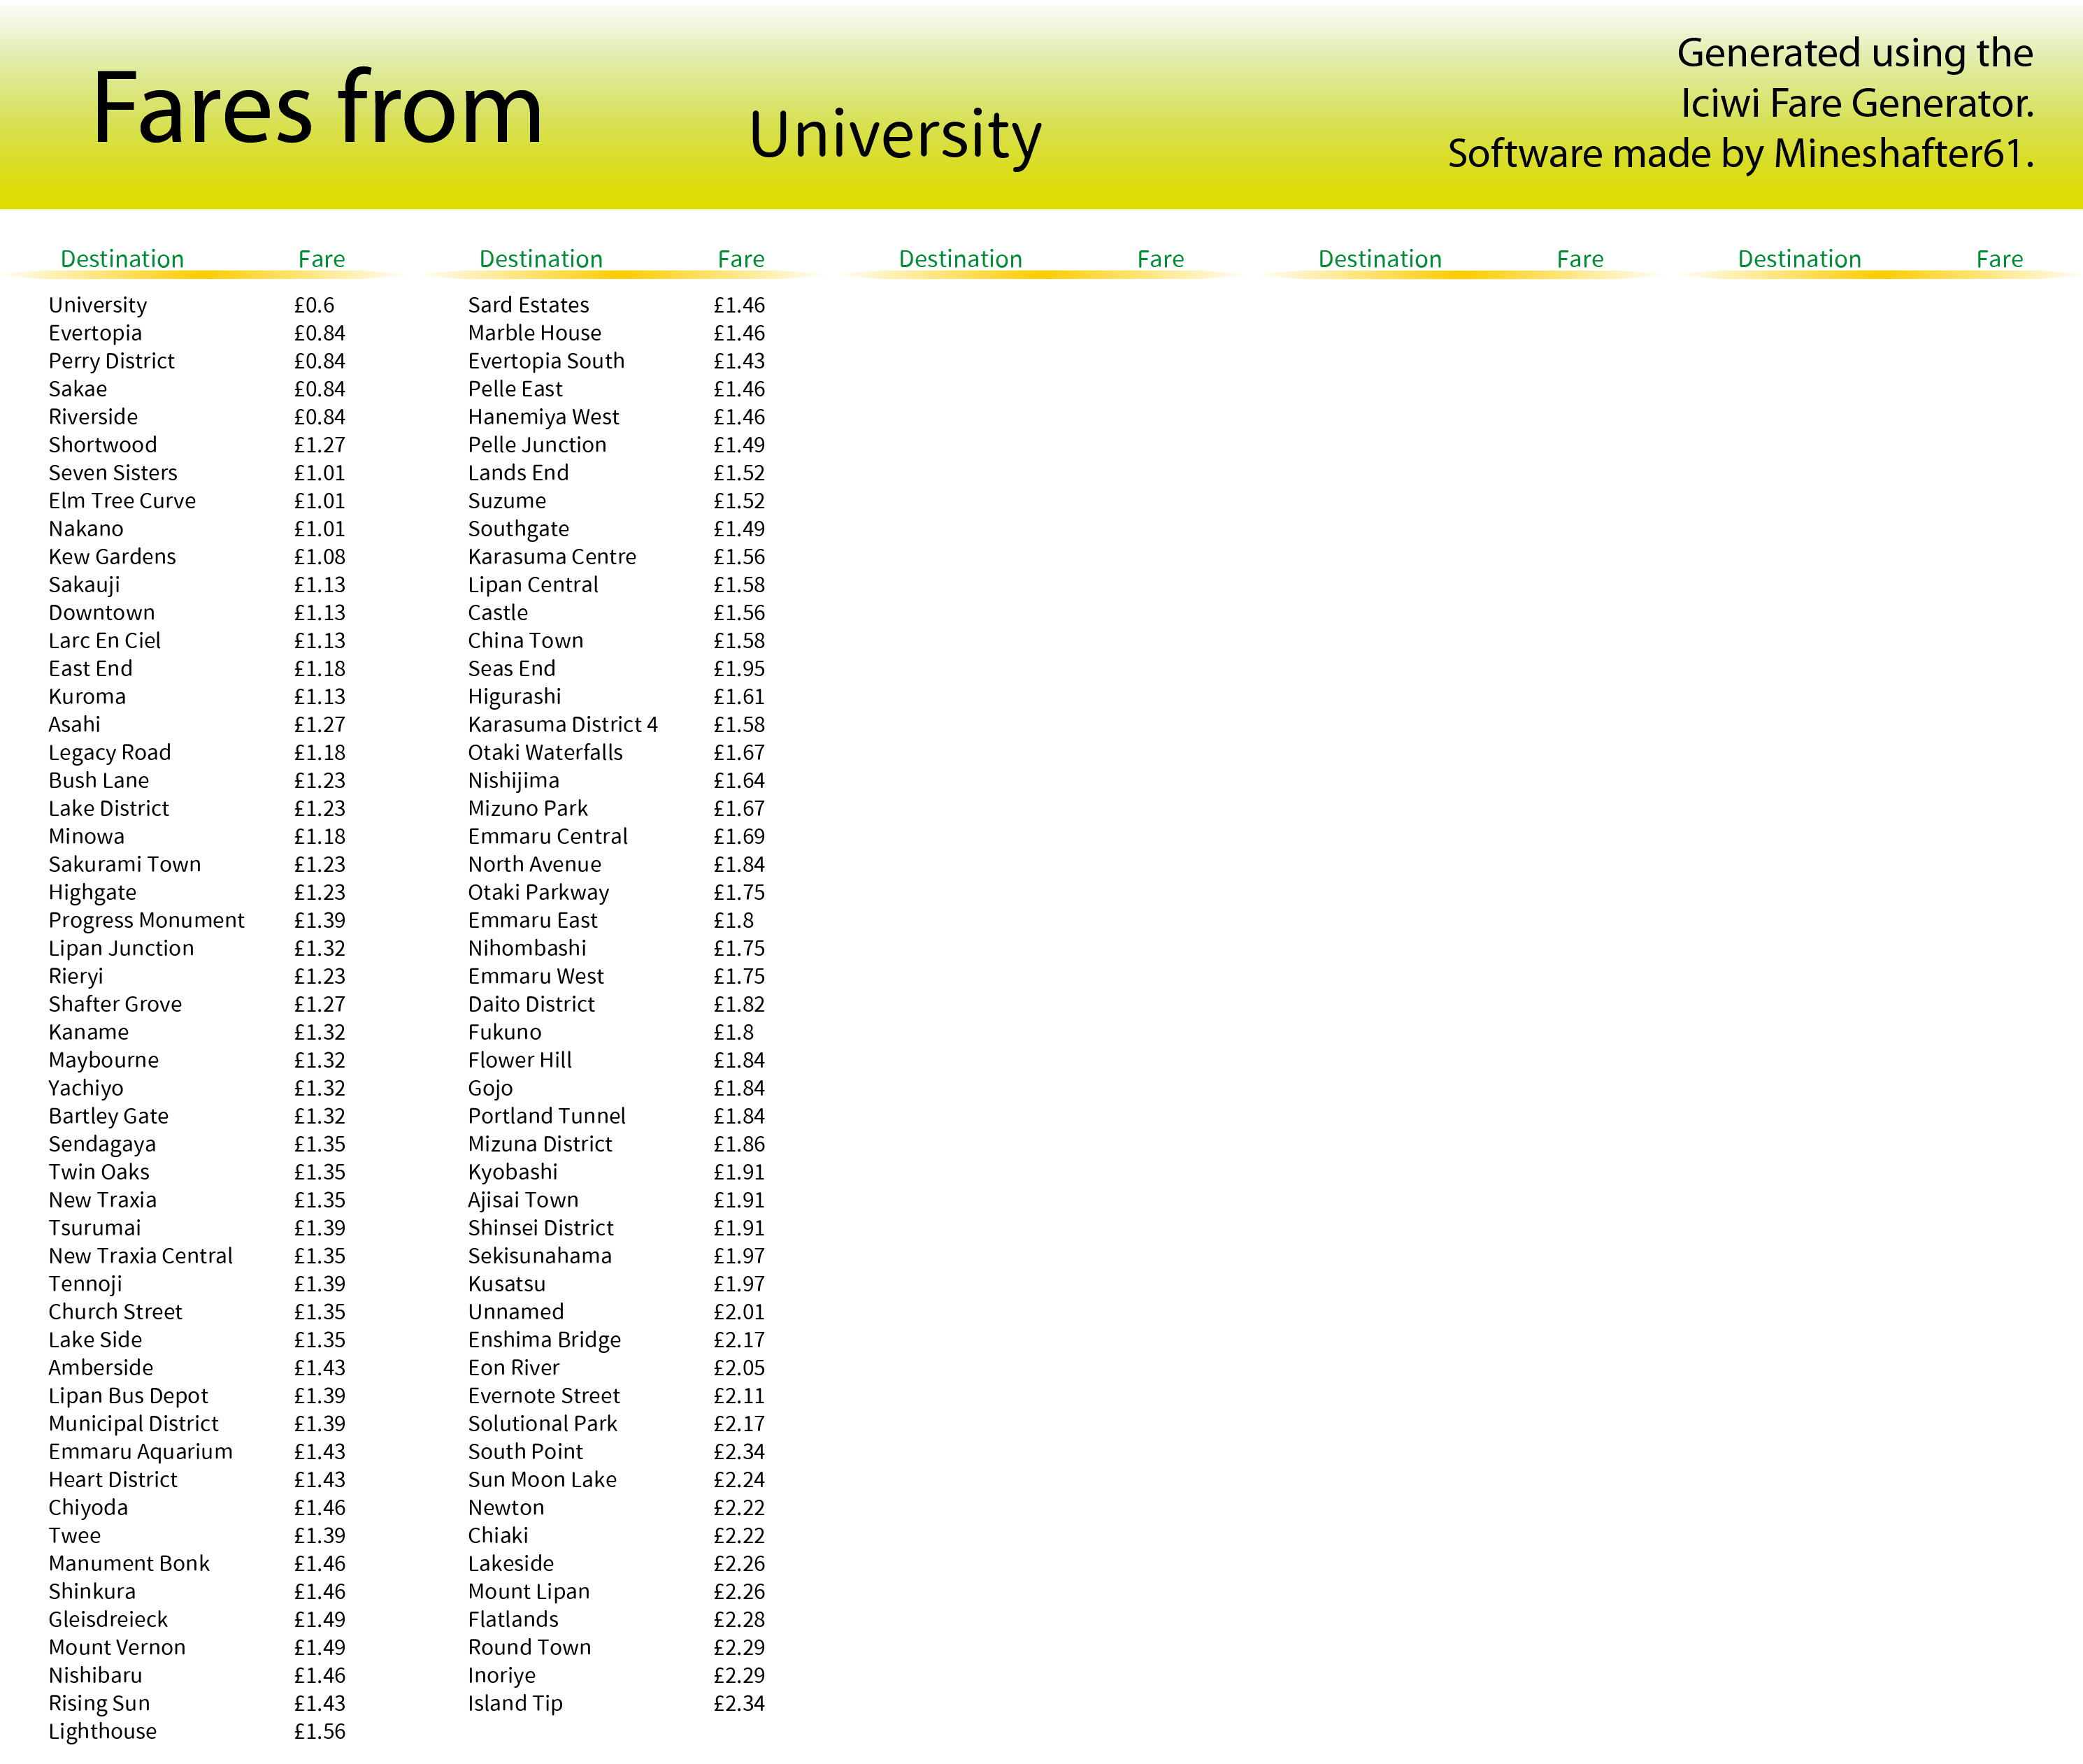 Fares from
University
Generated using the
Iciwi Fare Generator.
Software made by Mineshafter61.
Destination Fare
University £0.6
Evertopia £0.84
Perry District £0.84
Sakae £0.84
Riverside £0.84
Shortwood £1.27
Seven Sisters £1.01
Elm Tree Curve £1.01
Nakano £1.01
Kew Gardens £1.08
Sakauji £1.13
Downtown £1.13
Larc En Ciel £1.13
East End £1.18
Kuroma £1.13
Asahi £1.27
Legacy Road £1.18
Bush Lane £1.23
Lake District £1.23
Minowa £1.18
Sakurami Town £1.23
Highgate £1.23
Progress Monument £1.39
Lipan Junction £1.32
Rieryi £1.23
Shafter Grove £1.27
Kaname £1.32
Maybourne £1.32
Yachiyo £1.32
Bartley Gate £1.32
Sendagaya £1.35
Twin Oaks £1.35
New Traxia £1.35
Tsurumai £1.39
New Traxia Central £1.35
Tennoji £1.39
Church Street £1.35
Lake Side £1.35
Amberside £1.43
Lipan Bus Depot £1.39
Municipal District £1.39
Emmaru Aquarium £1.43
Heart District £1.43
Chiyoda £1.46
Twee £1.39
Manument Bonk £1.46
Shinkura £1.46
Gleisdreieck £1.49
Mount Vernon £1.49
Nishibaru £1.46
Rising Sun £1.43
Lighthouse £1.56
Destination Fare
Sard Estates £1.46
Marble House £1.46
Evertopia South £1.43
Pelle East £1.46
Hanemiya West £1.46
Pelle Junction £1.49
Lands End £1.52
Suzume £1.52
Southgate £1.49
Karasuma Centre £1.56
Lipan Central £1.58
Castle £1.56
China Town £1.58
Seas End £1.95
Higurashi £1.61
Karasuma District 4 £1.58
Otaki Waterfalls £1.67
Nishijima £1.64
Mizuno Park £1.67
Emmaru Central £1.69
North Avenue £1.84
Otaki Parkway £1.75
Emmaru East £1.8
Nihombashi £1.75
Emmaru West £1.75
Daito District £1.82
Fukuno £1.8
Flower Hill £1.84
Gojo £1.84
Portland Tunnel £1.84
Mizuna District £1.86
Kyobashi £1.91
Ajisai Town £1.91
Shinsei District £1.91
Sekisunahama £1.97
Kusatsu £1.97
Unnamed £2.01
Enshima Bridge £2.17
Eon River £2.05
Evernote Street £2.11
Solutional Park £2.17
South Point £2.34
Sun Moon Lake £2.24
Newton £2.22
Chiaki £2.22
Lakeside £2.26
Mount Lipan £2.26
Flatlands £2.28
Round Town £2.29
Inoriye £2.29
Island Tip £2.34
Destination Fare
Destination Fare
Destination Fare